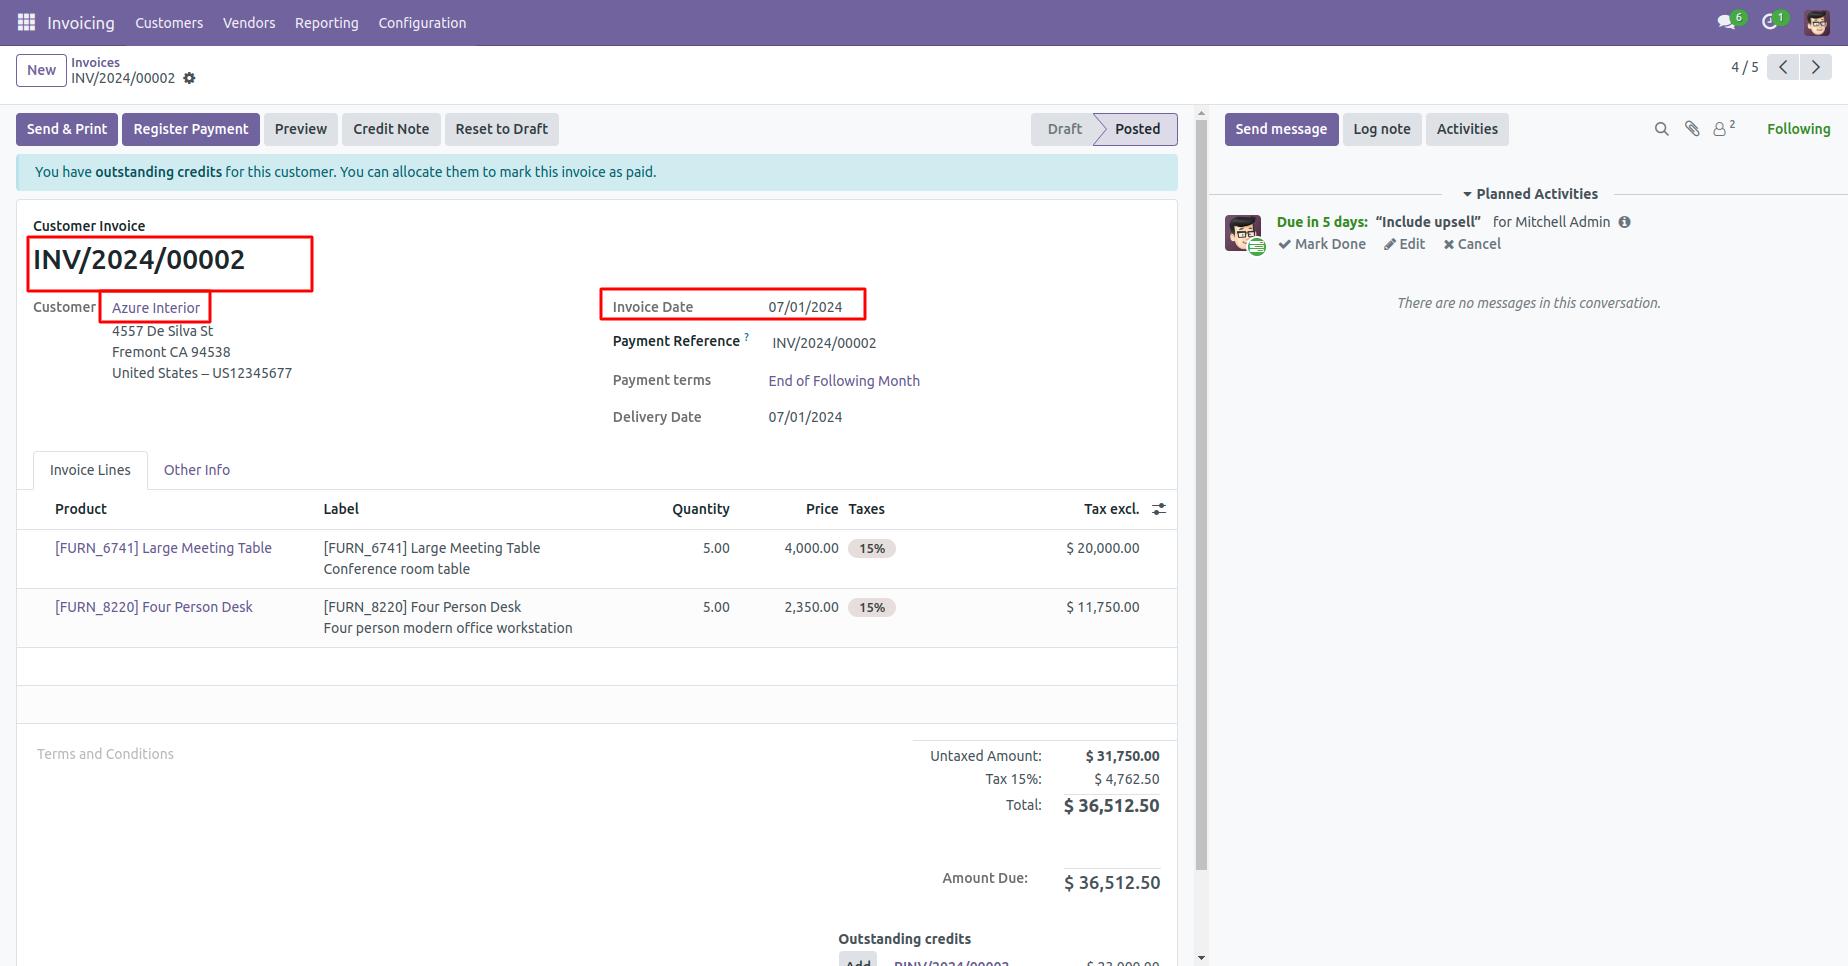 Invoicing Customers Vendors Reporting Configuration 6 1
New Invoices
INV/2024/00002
4 / 5
Send & Print Register Payment Preview Credit Note Reset to Draft Draft Posted
Send message Log note Activities 2 Following
You have outstanding credits for this customer. You can allocate them to mark this invoice as paid.
Customer Invoice
INV/2024/00002
Customer Azure Interior
4557 De Silva St
Fremont CA 94538
United States – US12345677
Invoice Date 07/01/2024
Payment Reference ? INV/2024/00002
Payment terms End of Following Month
Delivery Date 07/01/2024
Invoice Lines Other Info
Product Label Quantity Price Taxes Tax excl.
[FURN_6741] Large Meeting Table [FURN_6741] Large Meeting Table 5.00 4,000.00 15% $ 20,000.00
Conference room table
[FURN_8220] Four Person Desk [FURN_8220] Four Person Desk 5.00 2,350.00 15% $ 11,750.00
Four person modern office workstation
Terms and Conditions
Untaxed Amount: $ 31,750.00
Tax 15%: $ 4,762.50
Total: $ 36,512.50
Amount Due: $ 36,512.50
Outstanding credits
Add
Planned Activities
Due in 5 days: “Include upsell” for Mitchell Admin
Mark Done Edit Cancel
There are no messages in this conversation.